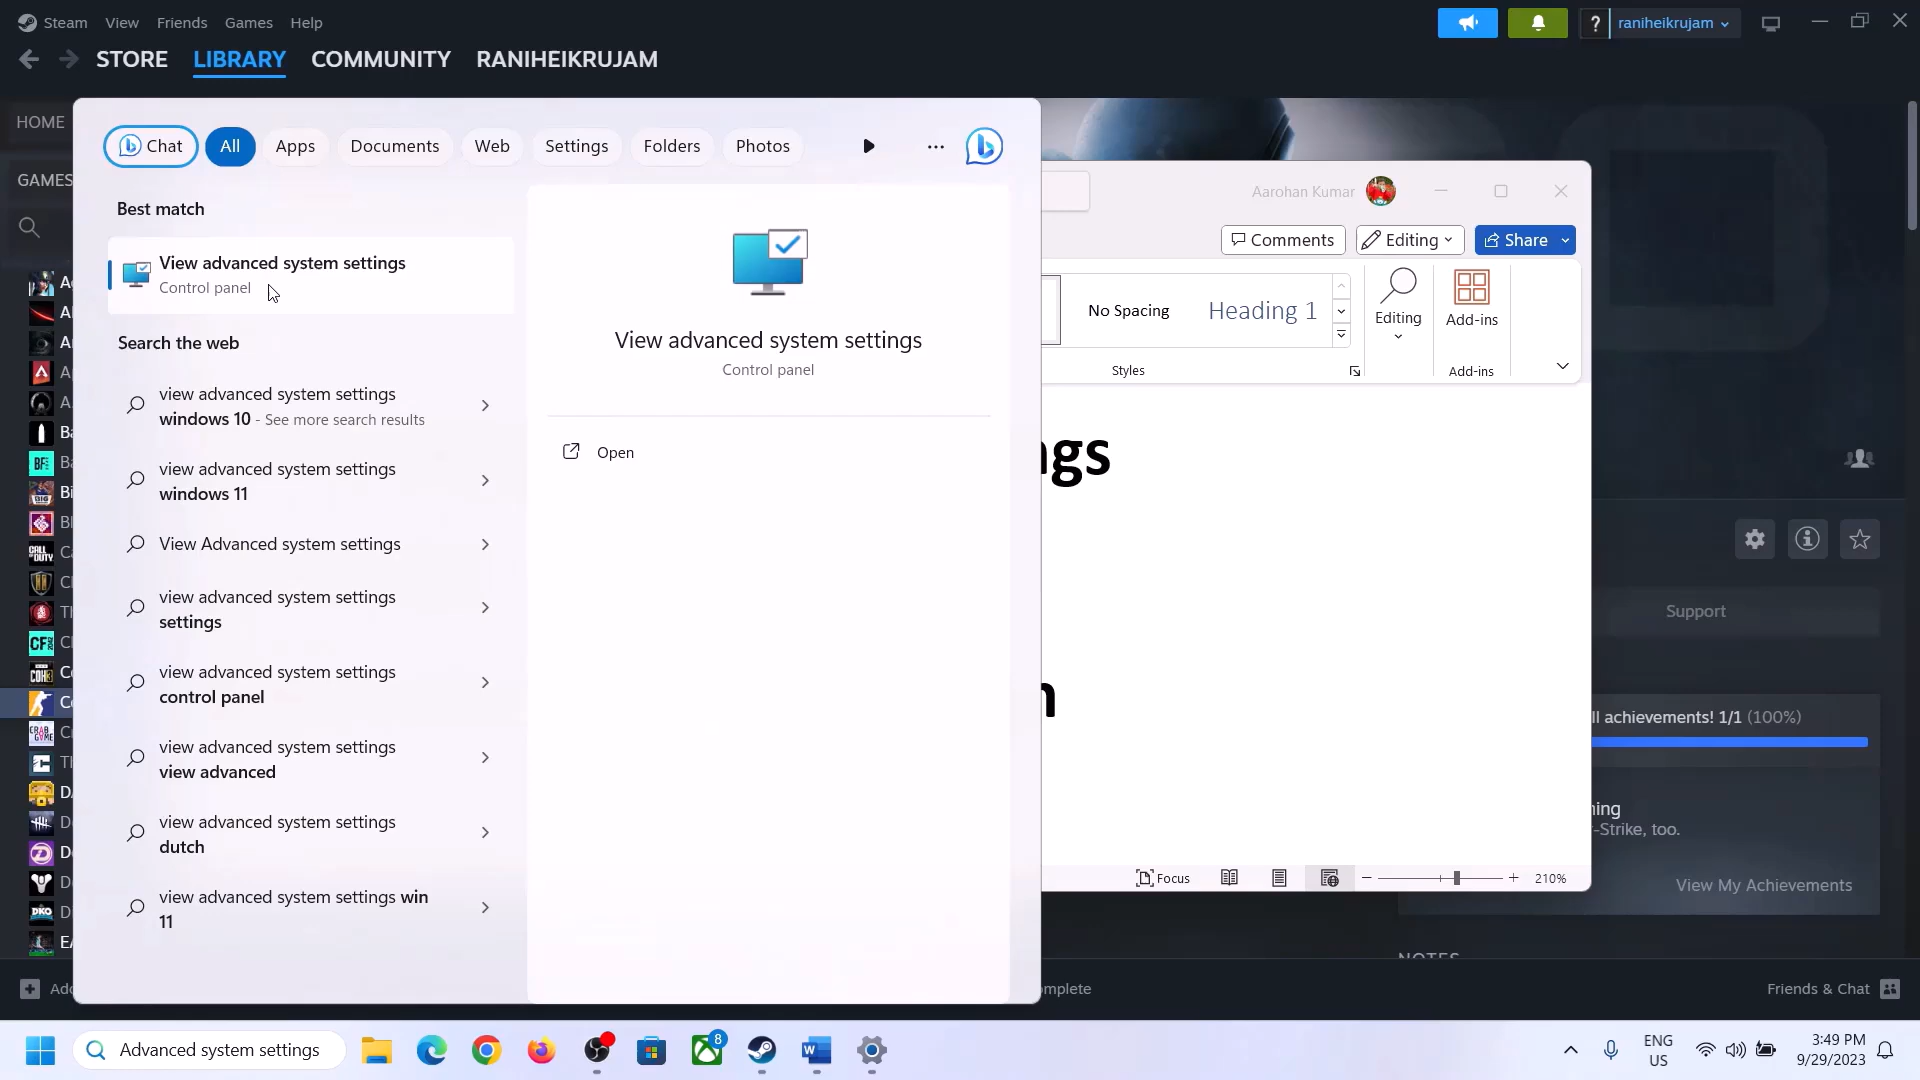 Steam View Friends Games Help
? raniheikrujam
STORE LIBRARY COMMUNITY RANIHEIKRUJAM
HOME
GAMES
Chat All Apps Documents Web Settings Folders Photos
Best match
View advanced system settings
Control panel
Search the web
view advanced system settings
windows 10 - See more search results
view advanced system settings
windows 11
View Advanced system settings
view advanced system settings
settings
view advanced system settings
control panel
view advanced system settings
view advanced
view advanced system settings
dutch
view advanced system settings win
11
View advanced system settings
Control panel
Open
Aarohan Kumar
Comments Editing Share
No Spacing Heading 1
Editing
Add-ins
Styles
Add-ins
ngs
n
Focus
210%
Support
ll achievements! 1/1 (100%)
ning
-Strike, too.
View My Achievements
NOTES
Add
mplete
Friends & Chat
Advanced system settings
8
ENG
US
3:49 PM
9/29/2023